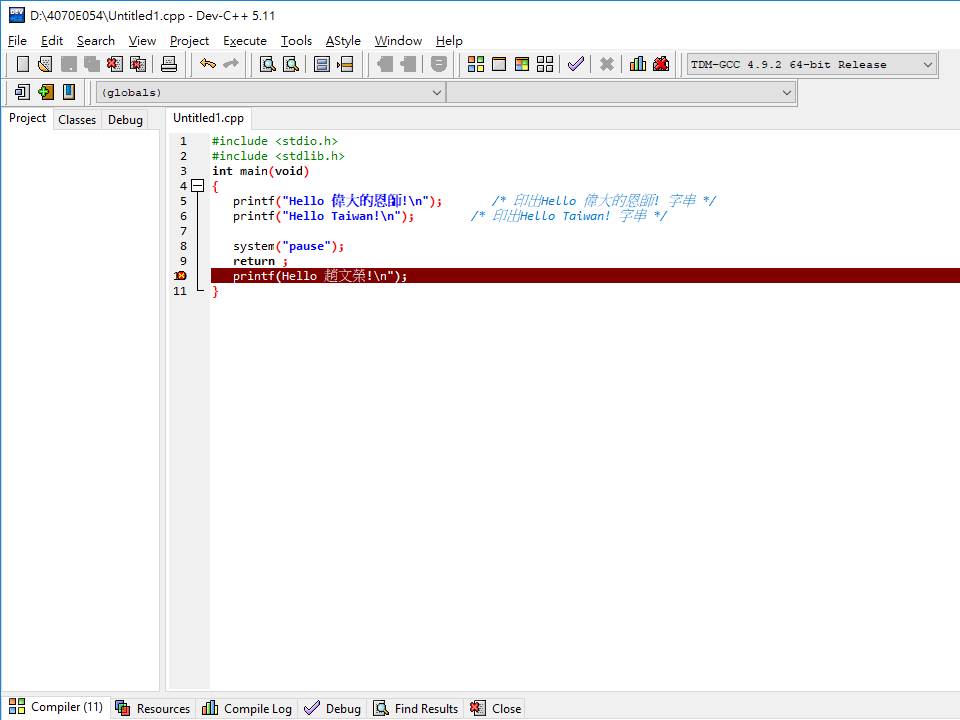 D:\4070E054\Untitled1.cpp - Dev-C++ 5.11
File Edit Search View Project Execute Tools AStyle Window Help
TDM-GCC 4.9.2 64-bit Release
(globals)
Project Classes Debug Untitled1.cpp
1 #include <stdio.h>
2 #include <stdlib.h>
3 int main(void)
4 {
5 printf("Hello 偉大的恩師!\n"); /* 印出Hello 偉大的恩師! 字串 */
6 printf("Hello Taiwan!\n"); /* 印出Hello Taiwan! 字串 */
7
8 system("pause");
9 return ;
printf(Hello 趙文榮!\n");
11 }
Compiler (11) Resources Compile Log Debug Find Results Close